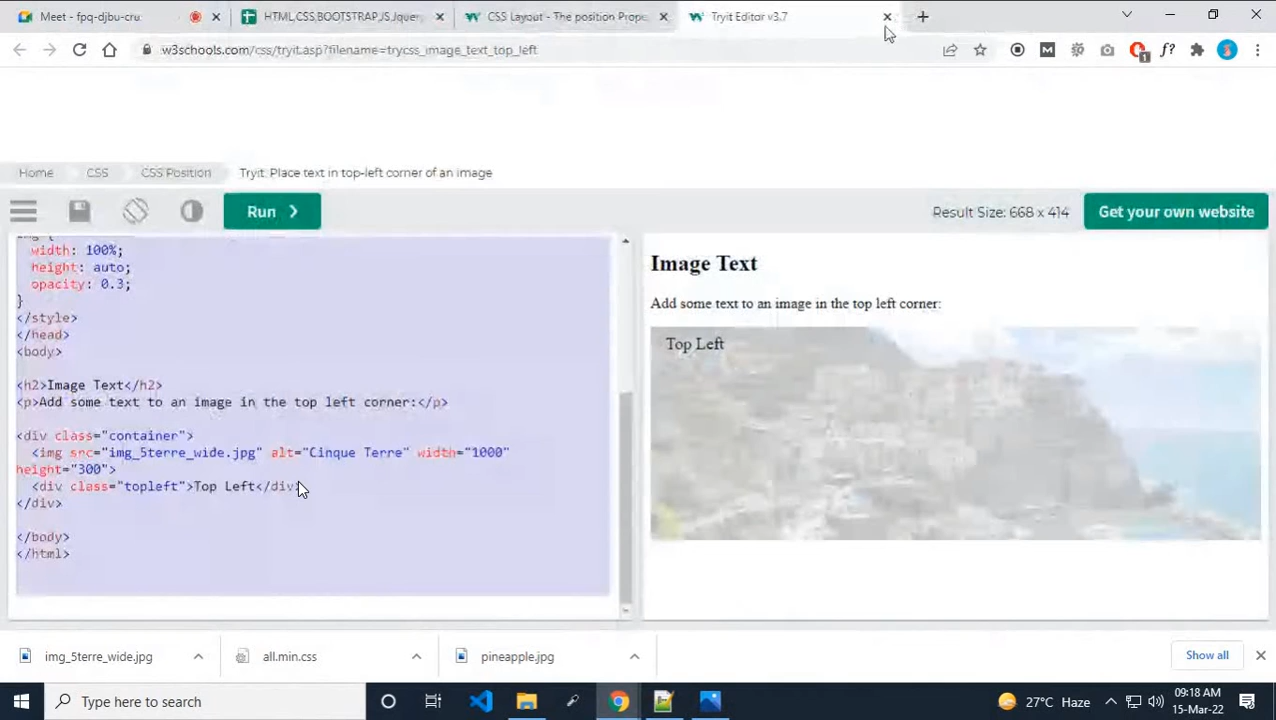 Meet - fpq-djbu-cru
HTML,CSS,BOOTSTRAP,JS,Jquer
CSS Layout - The position Prope
Tryit Editor v3.7
w3schools.com/css/tryit.asp?filename=trycss_image_text_top_left
f?
1
Home
CSS
CSS Position
Tryit: Place text in top-left corner of an image
Run ❯
Result Size: 668 x 414
Get your own website
img {
width: 100%;
height: auto;
opacity: 0.3;
}
</style>
</head>
<body>
<h2>Image Text</h2>
<p>Add some text to an image in the top left corner:</p>
<div class="container">
<img src="img_5terre_wide.jpg" alt="Cinque Terre" width="1000"
height="300">
<div class="topleft">Top Left</div>
</div>
</body>
</html>
Image Text
Add some text to an image in the top left corner:
Top Left
img_5terre_wide.jpg
all.min.css
pineapple.jpg
Show all
Type here to search
27°C Haze
09:18 AM
15-Mar-22